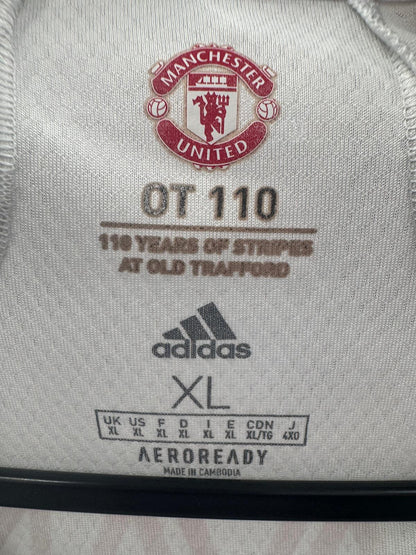 MANCHESTER
UNITED
OT 110
110 YEARS OF STRIPES
AT OLD TRAFFORD
adidas
XL
UK US F D I E CDN J
XL XL XL XL XL XL XL/TG 4XO
AEROREADY
MADE IN CAMBODIA